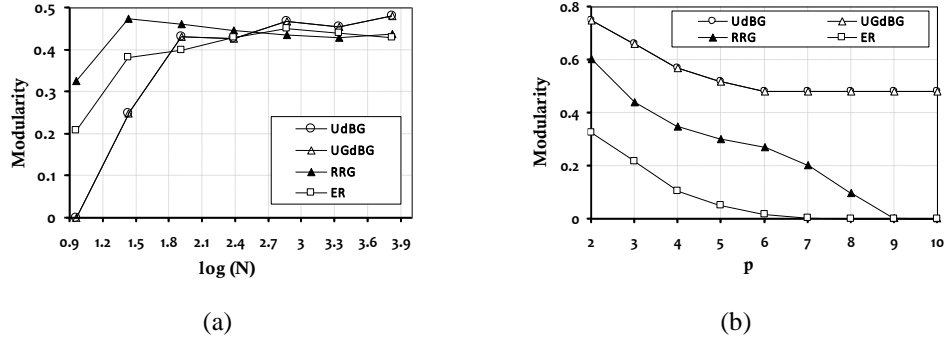 0.5
0.4
0.3
0.2
0.1
0
Modularity
UdBG
UGdBG
RRG
ER
0.9 1.2 1.5 1.8 2.1 2.4 2.7 3 3.3 3.6 3.9
log (N)
(a)
0.8
0.6
0.4
0.2
0
Modularity
UdBG UGdBG
RRG ER
2 3 4 5 6 7 8 9 10
p
(b)